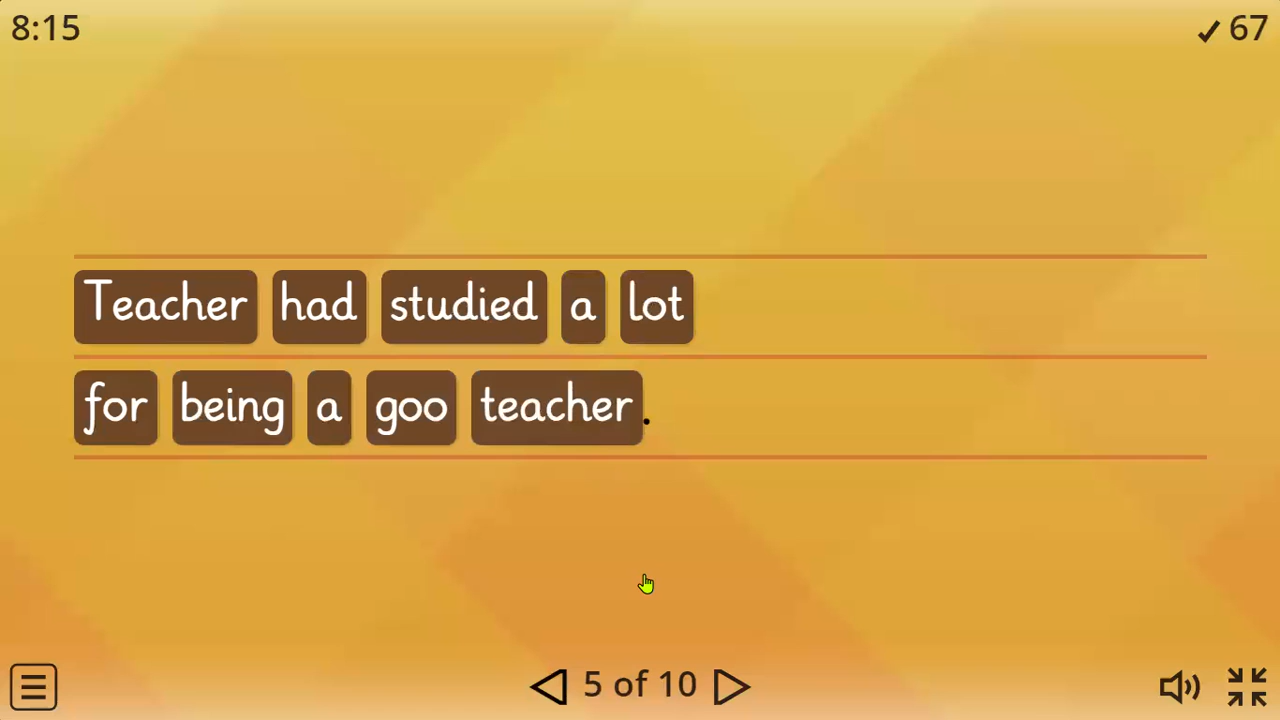 8:15
✓ 67
Teacher had studied a lot
for being a goo teacher.
5 of 10